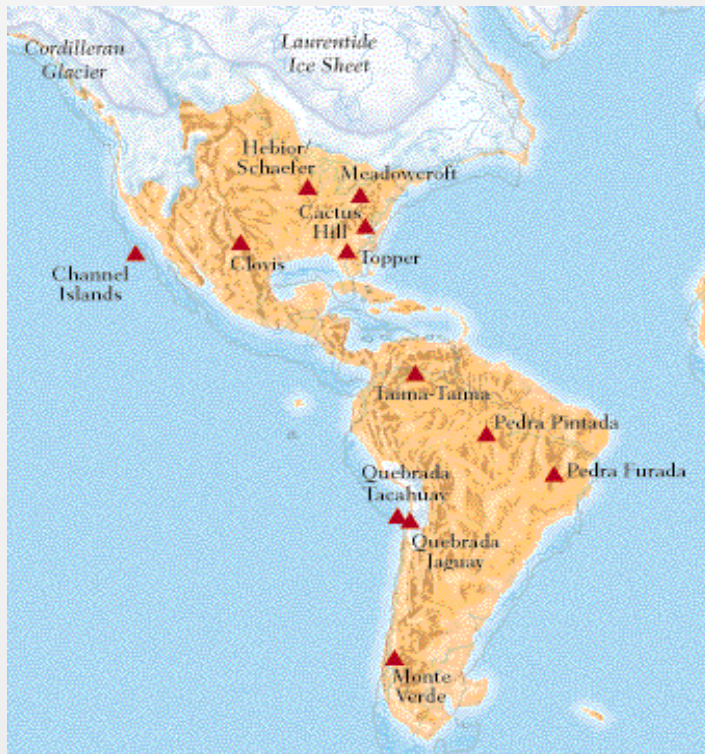 Cordilleran
Glacier
Laurentide
Ice Sheet
Hebior/
Schaefer
Meadowcroft
Cactus
Hill
Topper
Clovis
Channel
Islands
Taima-Taima
Pedra Pintada
Pedra Furada
Quebrada
Tacahuay
Quebrada
Jaguay
Monte
Verde